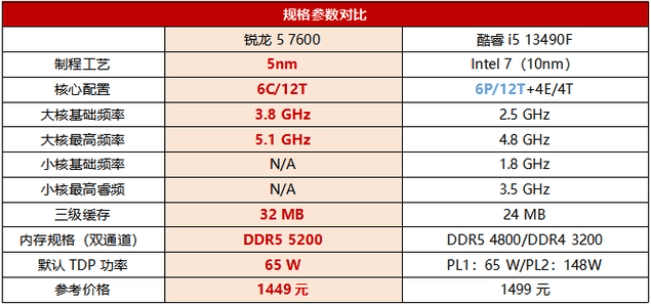 规格参数对比
锐龙 5 7600 酷睿 i5 13490F
制程工艺 5nm Intel 7（10nm）
核心配置 6C/12T 6P/12T+4E/4T
大核基础频率 3.8 GHz 2.5 GHz
大核最高频率 5.1 GHz 4.8 GHz
小核基础频率 N/A 1.8 GHz
小核最高睿频 N/A 3.5 GHz
三级缓存 32 MB 24 MB
内存规格（双通道） DDR5 5200 DDR5 4800/DDR4 3200
默认 TDP 功率 65 W PL1：65 W/PL2：148W
参考价格 1449 元 1499 元